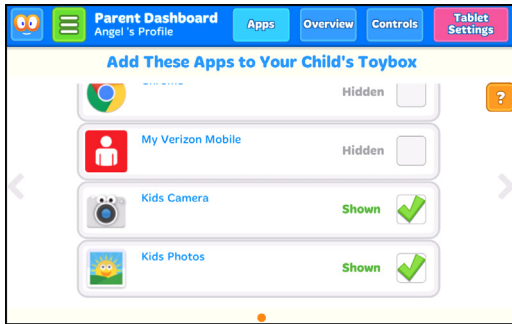 Parent Dashboard
Angel 's Profile
Apps
Overview
Controls
Tablet
Settings
Add These Apps to Your Child's Toybox
Hidden
?
My Verizon Mobile
Hidden
Kids Camera
Shown
Kids Photos
Shown